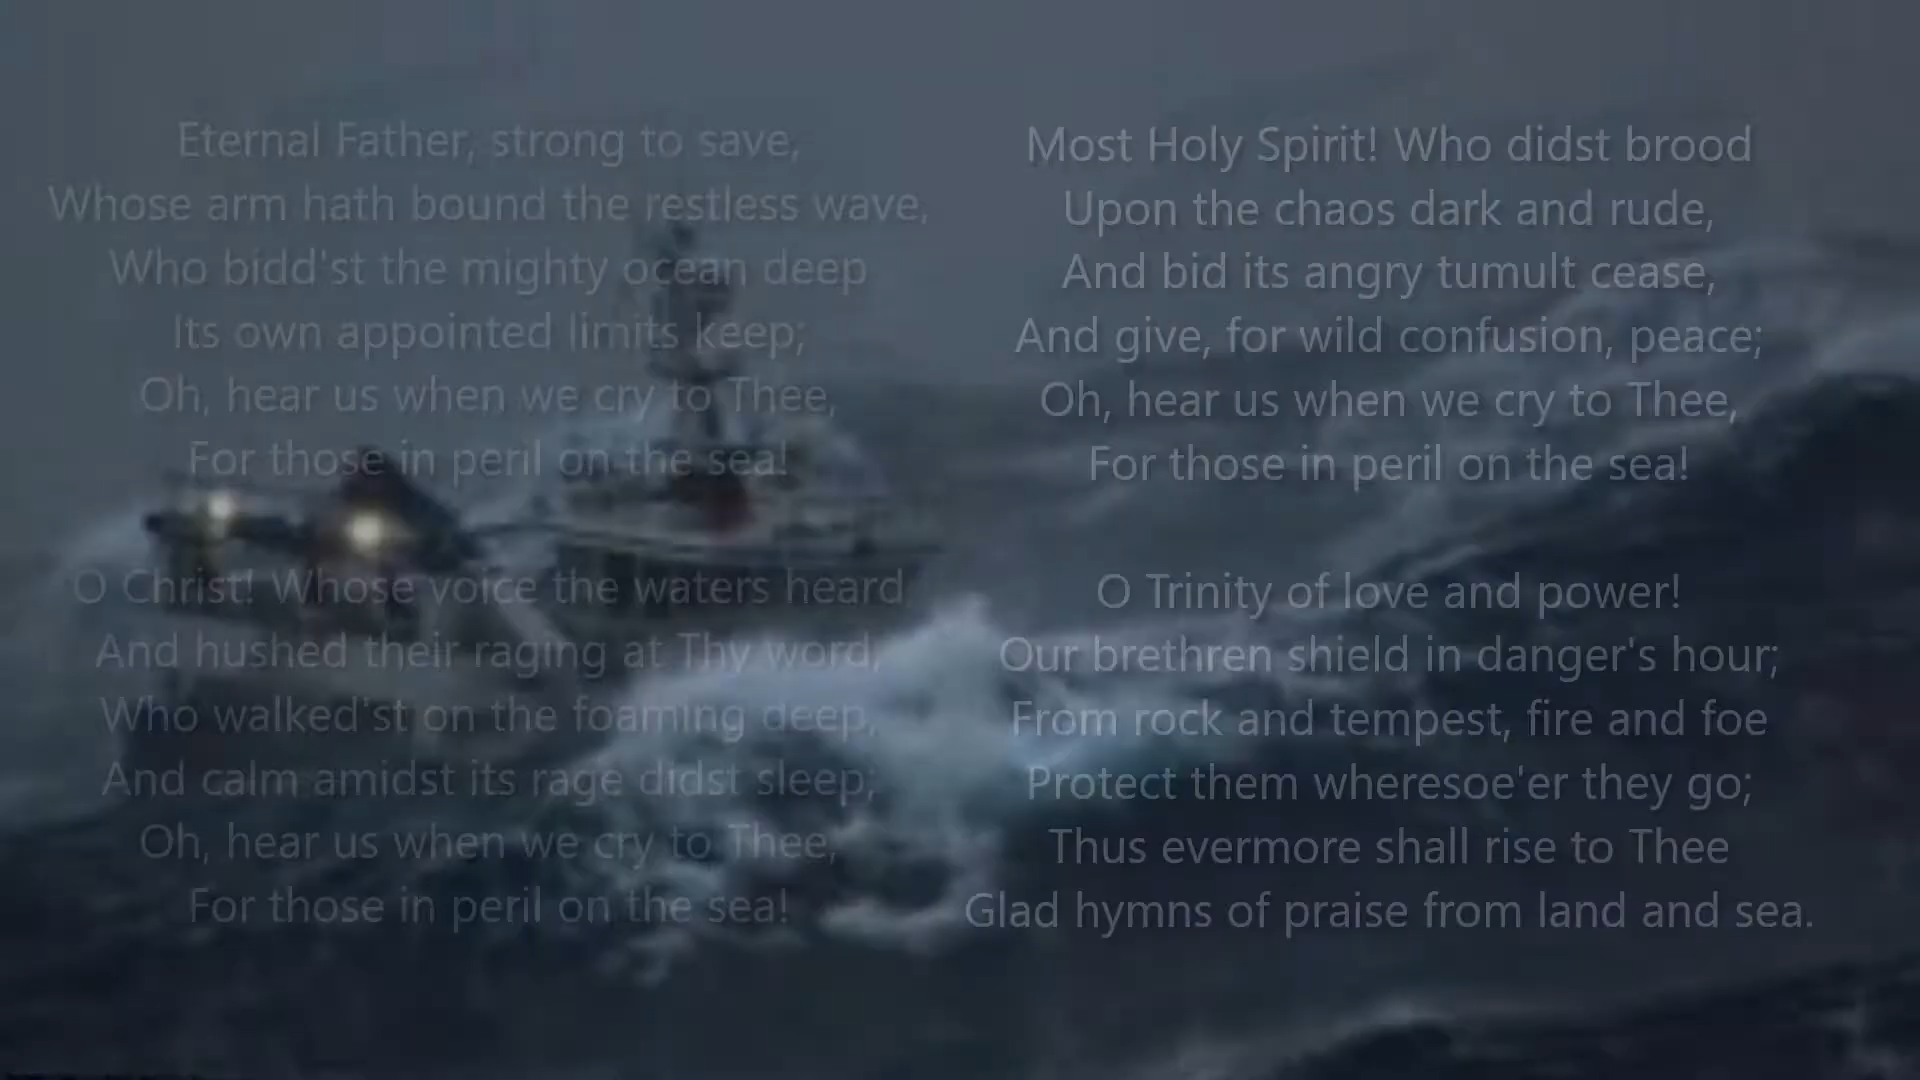 Eternal Father, strong to save,
Whose arm hath bound the restless wave,
Who bidd'st the mighty ocean deep
Its own appointed limits keep;
Oh, hear us when we cry to Thee,
For those in peril on the sea!
O Christ! Whose voice the waters heard
And hushed their raging at Thy word,
Who walked'st on the foaming deep,
And calm amidst its rage didst sleep;
Oh, hear us when we cry to Thee,
For those in peril on the sea!
Most Holy Spirit! Who didst brood
Upon the chaos dark and rude,
And bid its angry tumult cease,
And give, for wild confusion, peace;
Oh, hear us when we cry to Thee,
For those in peril on the sea!
O Trinity of love and power!
Our brethren shield in danger's hour;
From rock and tempest, fire and foe
Protect them wheresoe'er they go;
Thus evermore shall rise to Thee
Glad hymns of praise from land and sea.